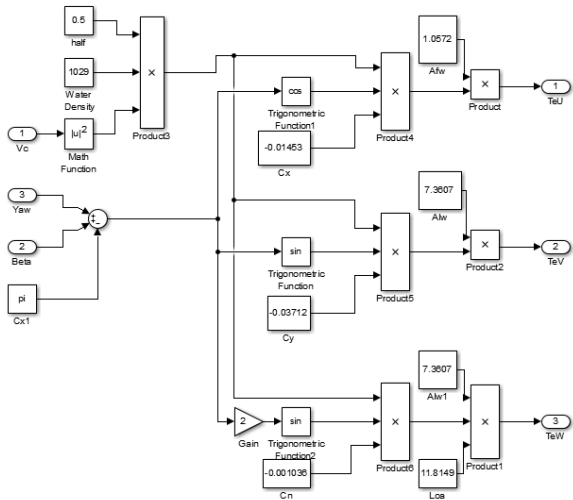 0.5
half
1029
Water
Density
×
Product3
1
Vc
|u|²
Math
Function
3
Yaw
2
Beta
+
+
−
pi
Cx1
cos
Trigonometric
Function1
-0.01453
Cx
×
Product4
1.0572
Afw
×
Product
1
TeU
sin
Trigonometric
Function
-0.03712
Cy
×
Product5
7.3607
Alw
×
Product2
2
TeV
2
Gain
sin
Trigonometric
Function2
-0.001036
Cn
×
Product6
7.3607
Alw1
11.8149
Loa
×
Product1
3
TeW